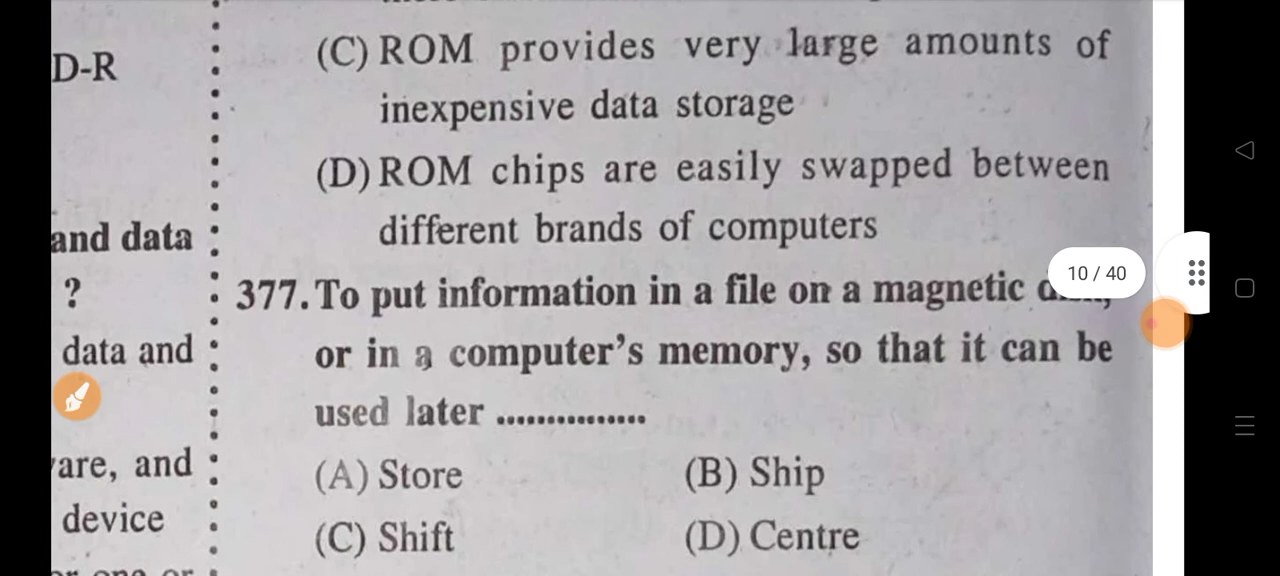 D-R
and data
?
data and
are, and
device
(C) ROM provides very large amounts of
inexpensive data storage
(D) ROM chips are easily swapped between
different brands of computers
377. To put information in a file on a magnetic
or in a computer's memory, so that it can be
used later ...............
(A) Store (B) Ship
(C) Shift (D) Centre
10 / 40